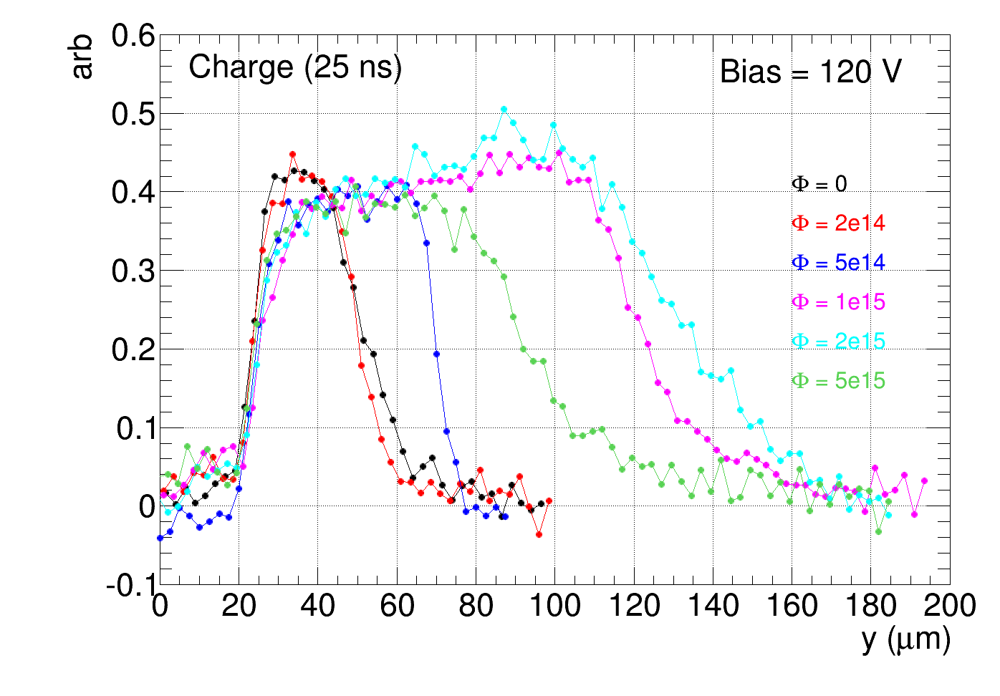 arb
0.6
0.5
0.4
0.3
0.2
0.1
0
-0.1
Charge (25 ns)
Bias = 120 V
Φ = 0
Φ = 2e14
Φ = 5e14
Φ = 1e15
Φ = 2e15
Φ = 5e15
0 20 40 60 80 100 120 140 160 180 200
y (μm)